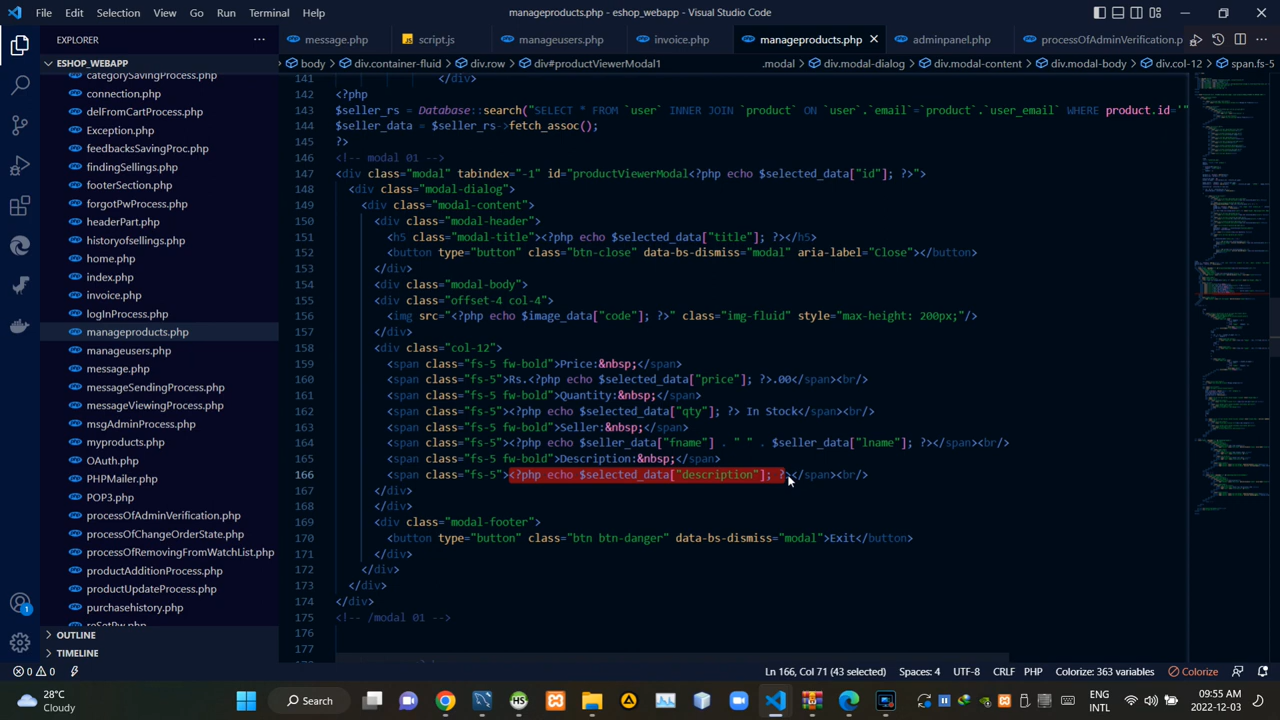 File Edit Selection View Go Run Terminal Help
manageproducts.php - eshop_webapp - Visual Studio Code
EXPLORER
message.php script.js manageusers.php invoice.php manageproducts.php adminpanel.php processOfAdminVerification.p
ESHOP_WEBAPP
body div.container-fluid div.row div#productViewerModal1 .modal div.modal-dialog div.modal-content div.modal-body div.col-12 span.fs-5
categorySavingProcess.php
connection.php
delFromCartProcess.php
Exception.php
feedbacksSavingProc.php
findingSellings.php
footerSection.php
forgotPwProcess.php
headerPart.php
historyofsellings.php
home.php
index.php
invoice.php
loginProcess.php
manageproducts.php
manageusers.php
message.php
messageSendingProcess.php
messageViewingProcess.php
msgAdminProcess.php
myproducts.php
OAuth.php
PHPMailer.php
POP3.php
processOfAdminVerification.php
processOfChangeOrderState.php
processOfRemovingFromWatchList.php
productAdditionProcess.php
productUpdateProcess.php
purchasehistory.php
reSetPw.php
OUTLINE
TIMELINE
141 </div>
142 <?php
143 $seller_rs = Database::search("SELECT * FROM `user` INNER JOIN `product` ON `user`.`email`=`product`.`user_email` WHERE product.id='"
144 $seller_data = $seller_rs->fetch_assoc();
145 ?>
146 <!-- modal 01 -->
147 class="modal" id="productViewerModal<?php echo $selected_data["id"]; ?>">
148 <div class="modal-dialog">
149 <div class="modal-content">
150 <div class="modal-header">
151 <h5 class="modal-title"><?php echo $selected_data["title"];
152 <button type="button" class="btn-close" data-bs-dismiss="modal" aria-label="Close"></button>
153 </div>
154 <div class="modal-body">
155 <div class="offset-4 col-4">
156 <img src="<?php echo $image_data["code"]; ?>" class="img-fluid" style="max-height: 200px;"/>
157 </div>
158 <div class="col-12">
159 <span class="fs-5 fw-bold">Price:&nbsp;</span>
160 <span class="fs-5">Rs.<?php echo $selected_data["price"]; ?>.00</span><br/>
161 <span class="fs-5 fw-bold">Quantity:&nbsp;</span>
162 <span class="fs-5"><?php echo $selected_data["qty"]; ?> In Stock</span><br/>
163 <span class="fs-5 fw-bold">Seller:&nbsp;</span>
164 <span class="fs-5"><?php echo $seller_data["fname"] . " " . $seller_data["lname"]; ?></span><br/>
165 <span class="fs-5 fw-bold">Description:&nbsp;</span>
166 <span class="fs-5"><?php echo $selected_data["description"]; ?></span><br/>
167 </div>
168 </div>
169 <div class="modal-footer">
170 <button type="button" class="btn btn-danger" data-bs-dismiss="modal">Exit</button>
171 </div>
172 </div>
173 </div>
174 </div>
175 <!-- /modal 01 -->
176
177
0 0
Ln 166, Col 71 (43 selected) Spaces: 4 UTF-8 CRLF PHP Colorize: 363 variables Colorize
1
28°C
Cloudy
Search
HS
ENG
INTL
09:55 AM
2022-12-03